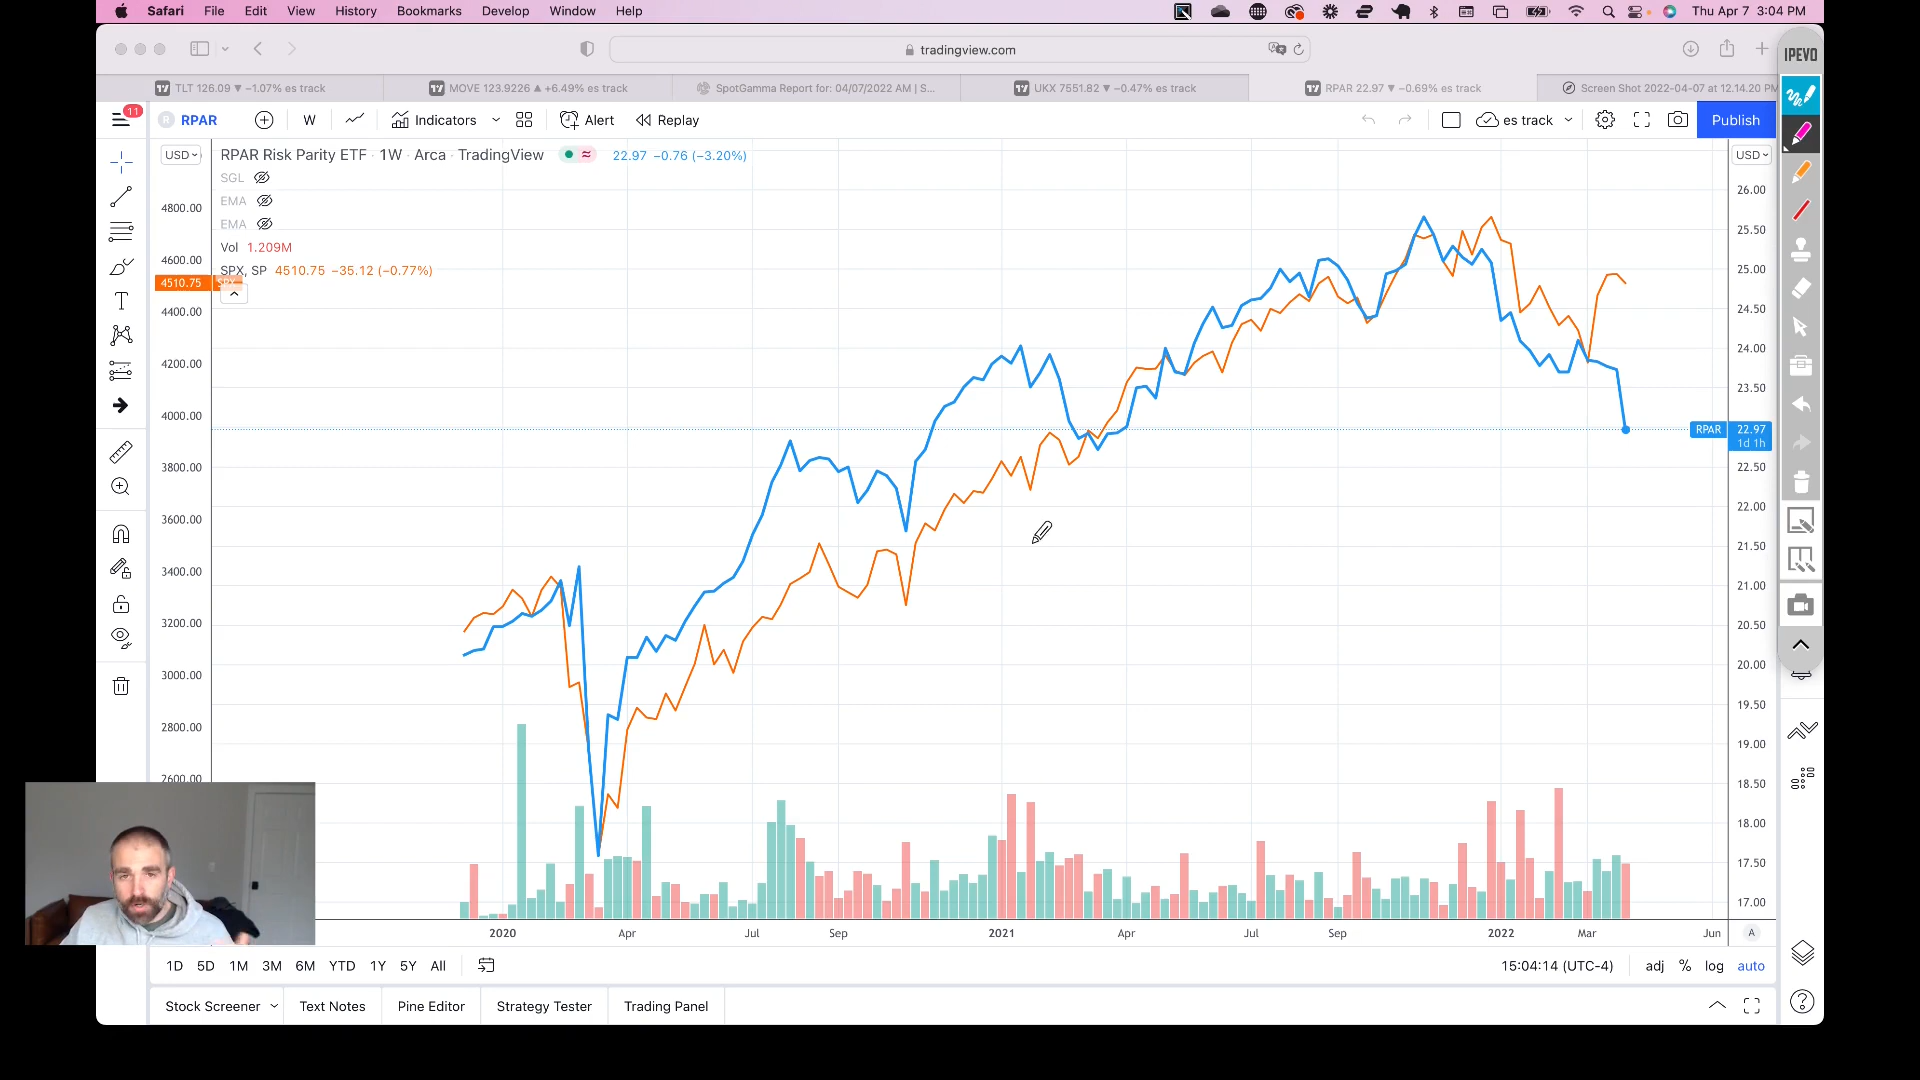 Safari File Edit View History Bookmarks Develop Window Help Thu Apr 7 3:04 PM
tradingview.com
IPEVO
TLT 126.09 ▼ −1.07% es track
MOVE 123.9226 ▲ +6.49% es track
SpotGamma Report for: 04/07/2022 AM | S...
UKX 7551.82 ▼ −0.47% es track
RPAR 22.97 ▼ −0.69% es track
Screen Shot 2022-04-07 at 12.14.20 PM
11
RPAR W Indicators Alert Replay es track Publish
USD RPAR Risk Parity ETF · 1W · Arca · TradingView 22.97 −0.76 (−3.20%) USD
SGL
EMA
EMA
Vol 1.209M
SPX, SP 4510.75 −35.12 (−0.77%)
4510.75 SPX
4800.00
4600.00
4400.00
4200.00
4000.00
3800.00
3600.00
3400.00
3200.00
3000.00
2800.00
2600.00
26.00
25.50
25.00
24.50
24.00
23.50
RPAR 22.97
1d 1h
22.50
22.00
21.50
21.00
20.50
20.00
19.50
19.00
18.50
18.00
17.50
17.00
2020 Apr Jul Sep 2021 Apr Jul Sep 2022 Mar Jun A
1D 5D 1M 3M 6M YTD 1Y 5Y All 15:04:14 (UTC-4) adj % log auto
Stock Screener Text Notes Pine Editor Strategy Tester Trading Panel